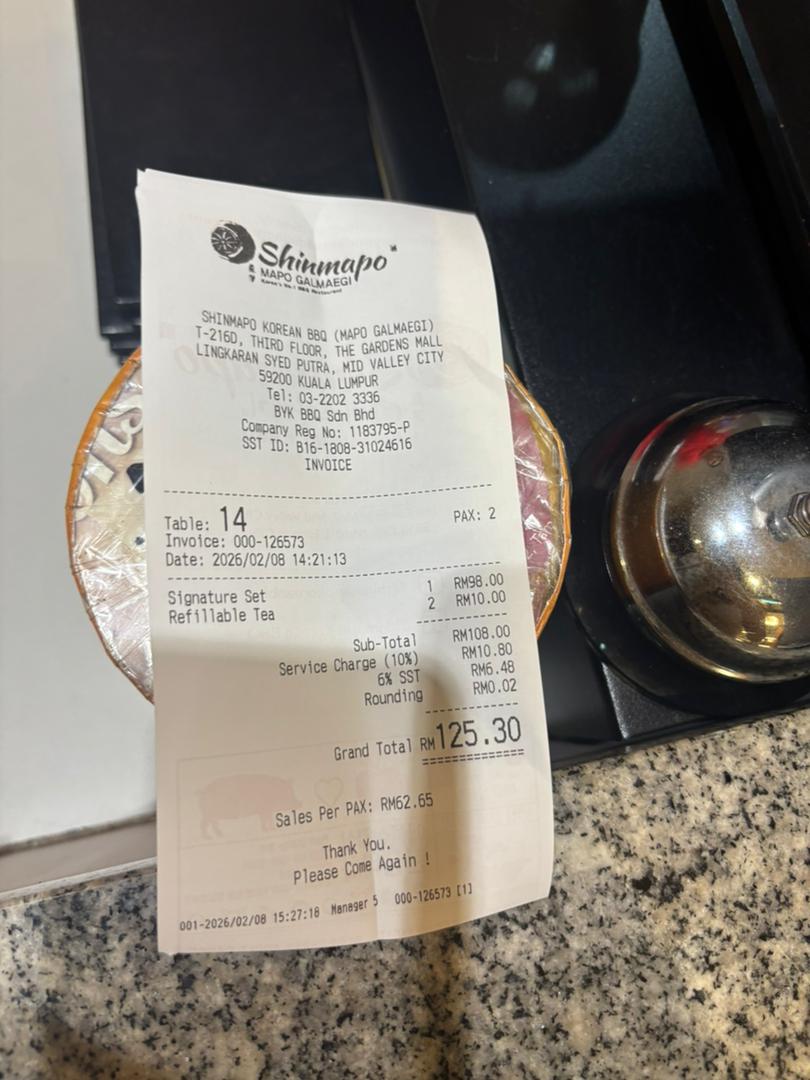 Shinmapo
MAPO GALMAEGI
Korea's No.1 BBQ Restaurant
SHINMAPO KOREAN BBQ (MAPO GALMAEGI)
T-216D, THIRD FLOOR, THE GARDENS MALL
LINGKARAN SYED PUTRA, MID VALLEY CITY
59200 KUALA LUMPUR
Tel: 03-2202 3336
BYK BBQ Sdn Bhd
Company Reg No: 1183795-P
SST ID: B16-1808-31024616
INVOICE
Table: 14 PAX: 2
Invoice: 000-126573
Date: 2026/02/08 14:21:13
Signature Set 1 RM98.00
Refillable Tea 2 RM10.00
Sub-Total RM108.00
Service Charge (10%) RM10.80
6% SST RM6.48
Rounding RM0.02
Grand Total RM125.30
Sales Per PAX: RM62.65
Thank You.
Please Come Again !
001-2026/02/08 15:27:18 Manager 5 000-126573 [1]